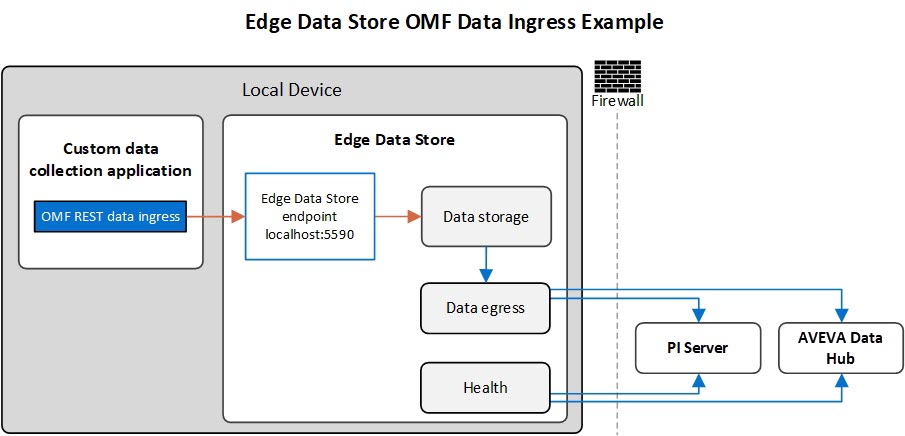 Edge Data Store OMF Data Ingress Example
Local Device
Firewall
Custom data
collection application
OMF REST data ingress
Edge Data Store
Edge Data Store
endpoint
localhost:5590
Data storage
Data egress
Health
PI Server
AVEVA Data
Hub